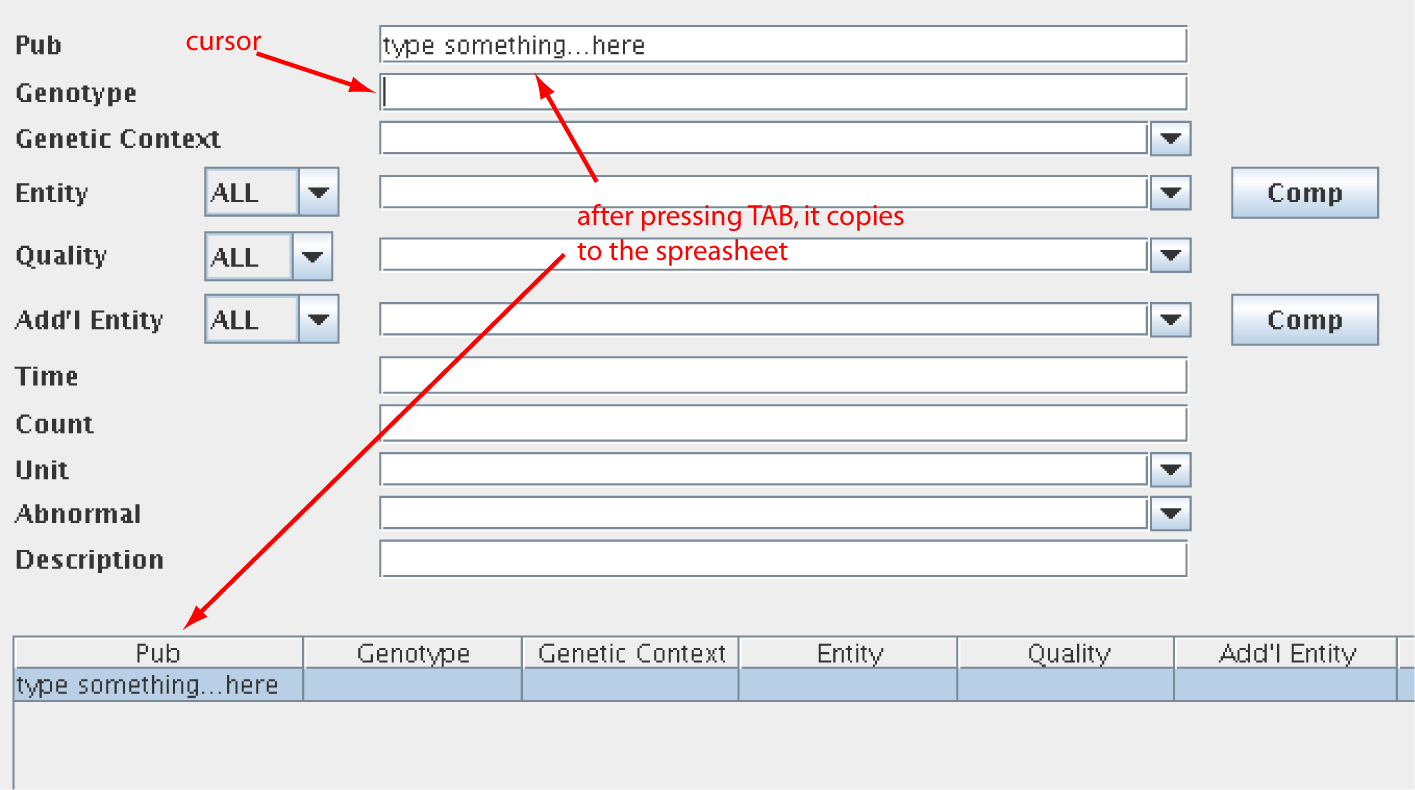 Pub
cursor
type something...here
Genotype
Genetic Context
Entity
ALL
Comp
after pressing TAB, it copies
to the spreasheet
Quality
ALL
Add'l Entity
ALL
Comp
Time
Count
Unit
Abnormal
Description
Pub Genotype Genetic Context Entity Quality Add'l Entity
type something...here